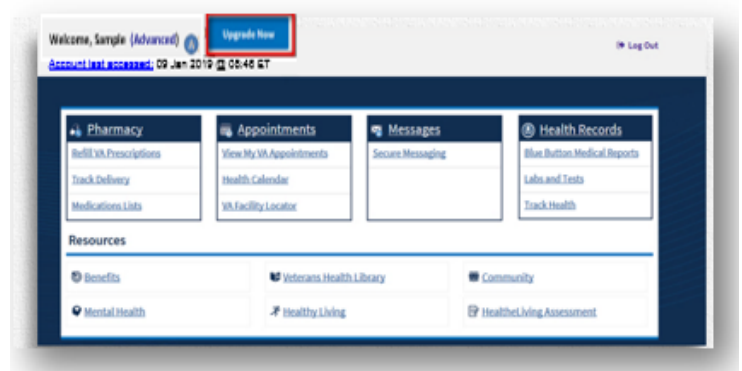 Welcome, Sample (Advanced) A Upgrade Now
Log Out
Account last accessed: 09 Jan 2019 @ 05:46 ET
Pharmacy
Refill VA Prescriptions
Track Delivery
Medications Lists
Appointments
View My VA Appointments
Health Calendar
VA Facility Locator
Messages
Secure Messaging
Health Records
Blue Button Medical Reports
Labs and Tests
Track Health
Resources
Benefits
Veterans Health Library
Community
Mental Health
Healthy Living
HealtheLiving Assessment